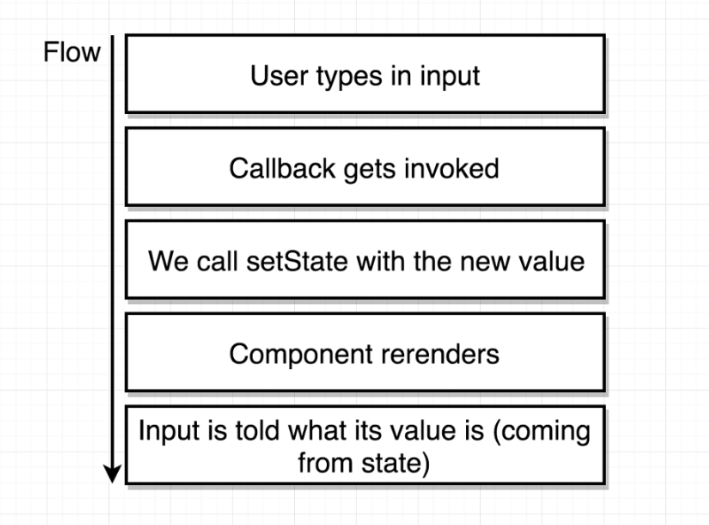 Flow
User types in input
Callback gets invoked
We call setState with the new value
Component rerenders
Input is told what its value is (coming
from state)